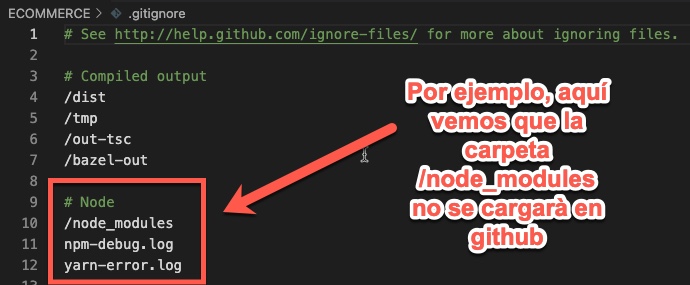 ECOMMERCE > .gitignore
1 # See http://help.github.com/ignore-files/ for more about ignoring files.
2
3 # Compiled output
4 /dist
5 /tmp
6 /out-tsc
7 /bazel-out
8
9 # Node
10 /node_modules
11 npm-debug.log
12 yarn-error.log
13
Por ejemplo, aquí
vemos que la
carpeta
/node_modules
no se cargarà en
github